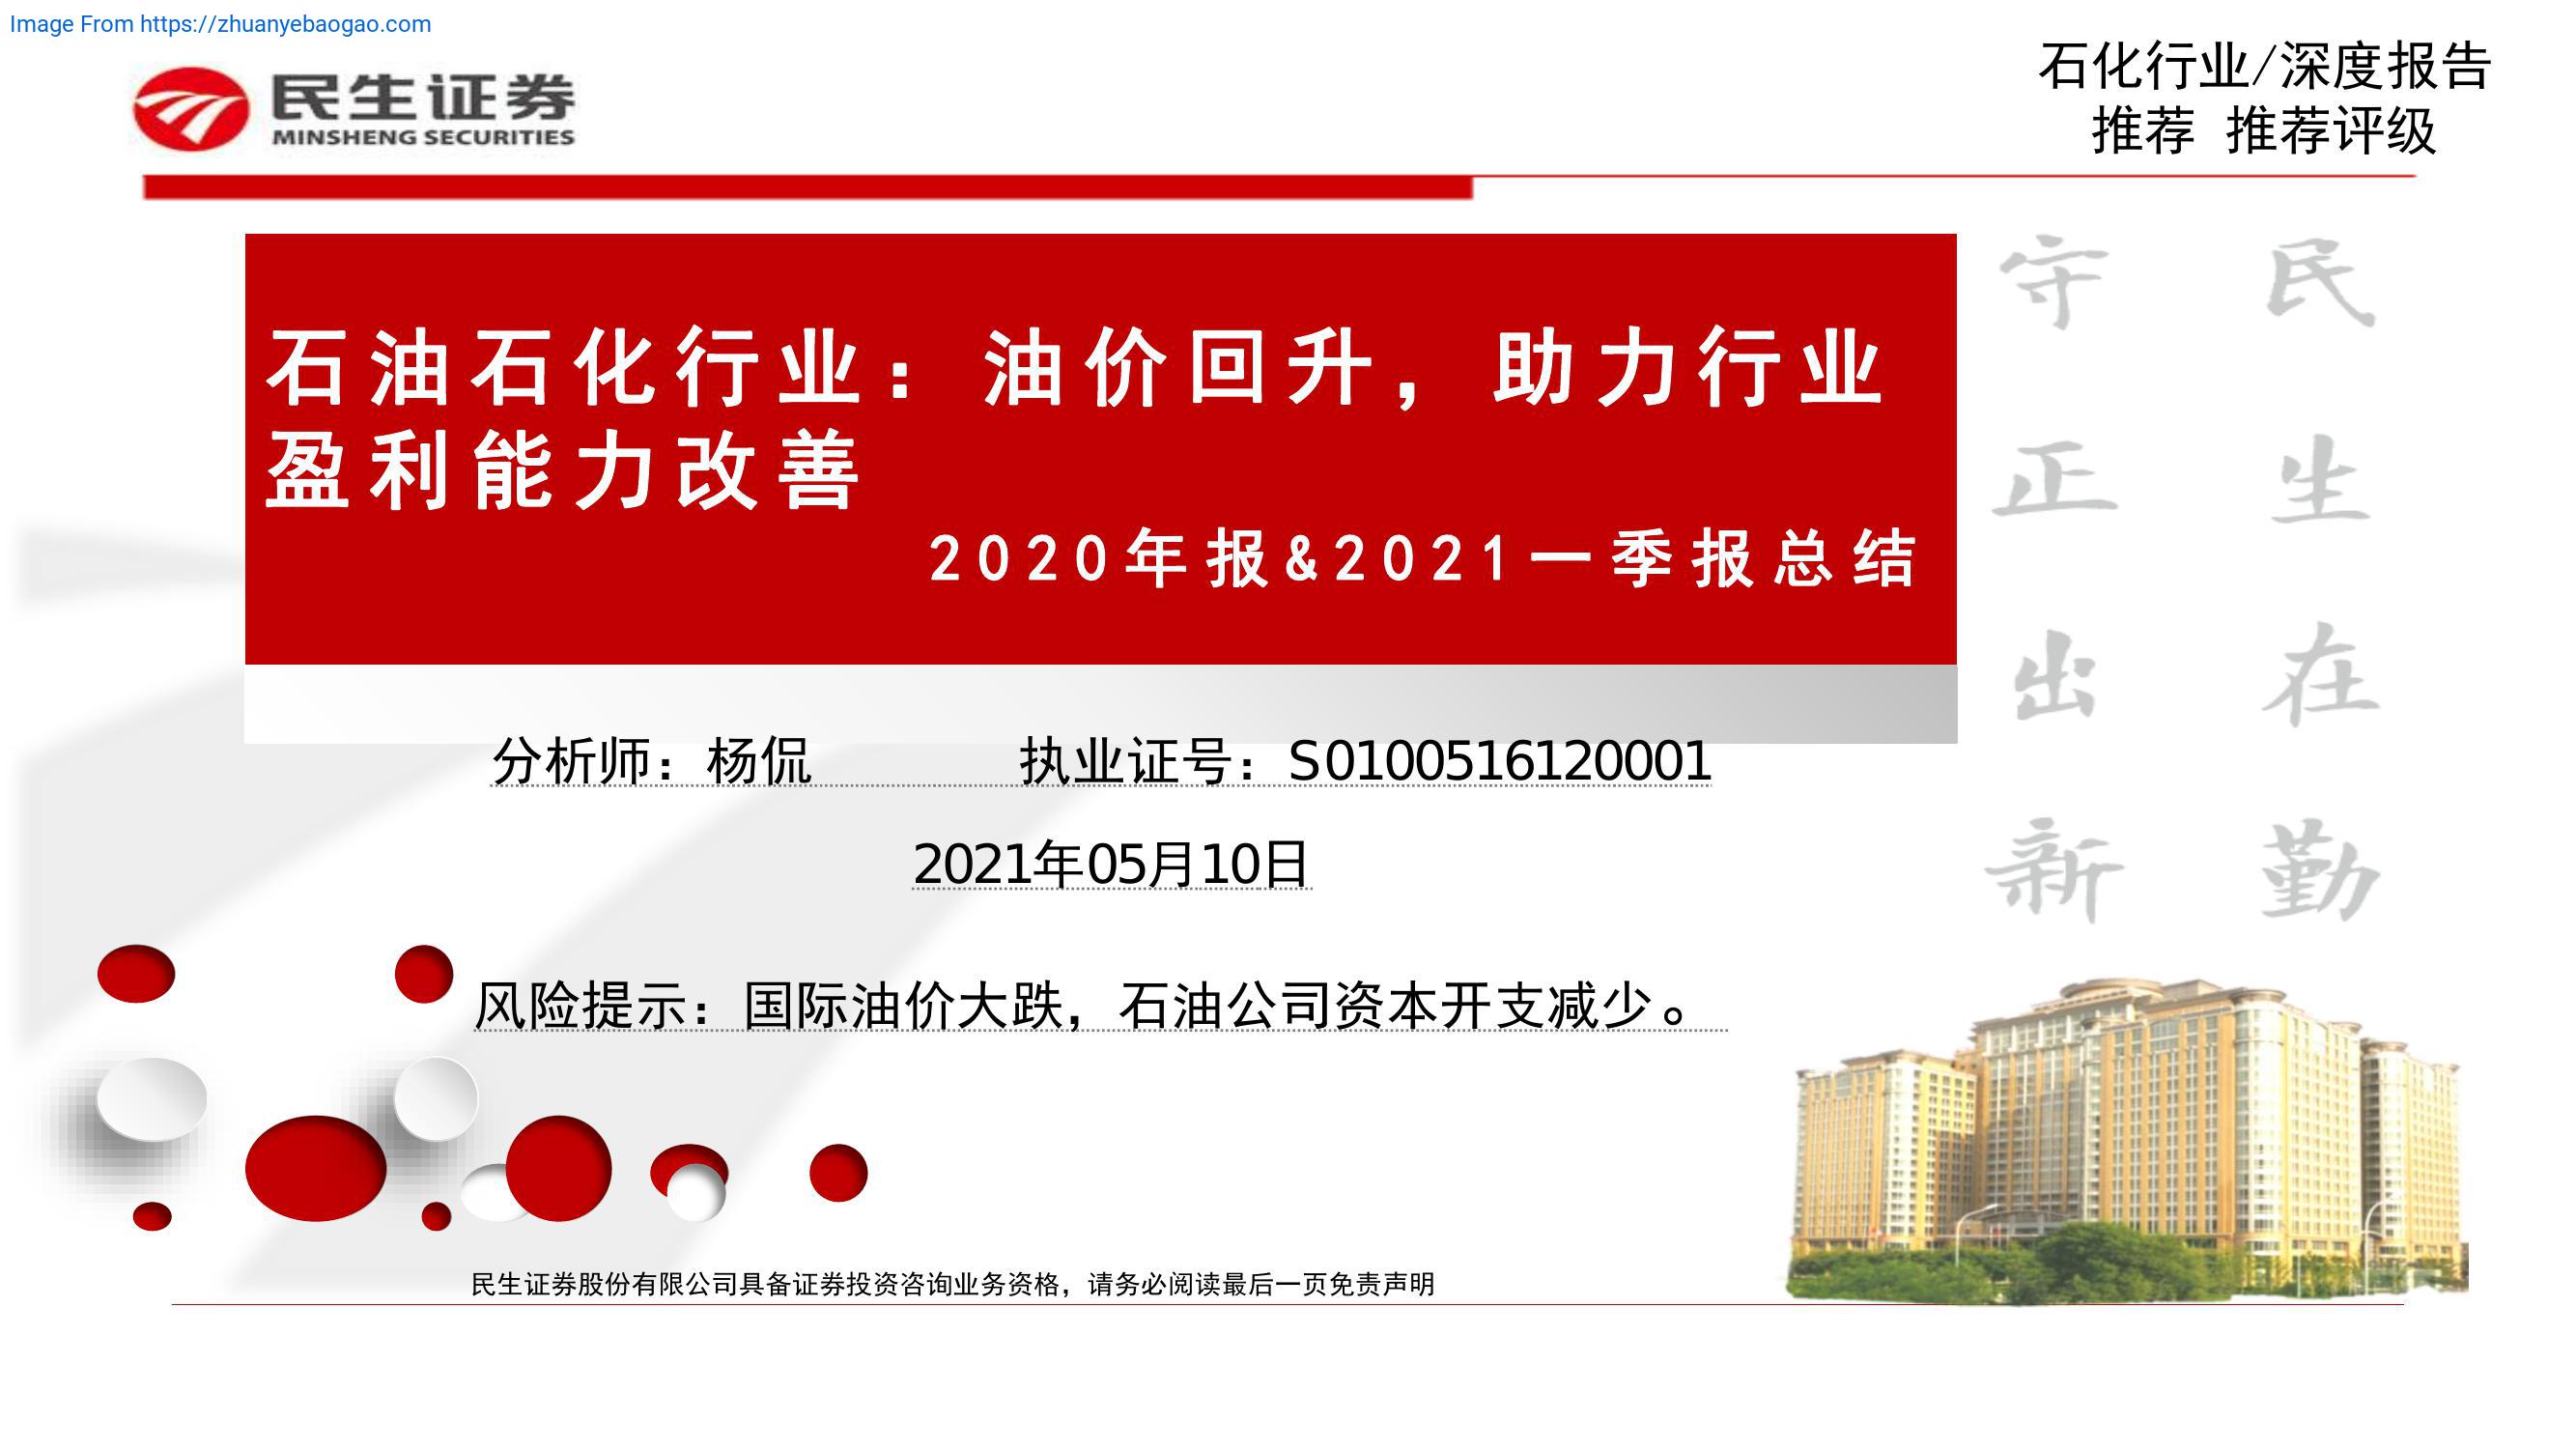 Image From https://zhuanyebaogao.com
民生证券
MINSHENG SECURITIES
石化行业/深度报告
推荐 推荐评级
石油石化行业：油价回升，助力行业
盈利能力改善
2020年报&2021一季报总结
民生在勤
守正出新
分析师：杨侃 执业证号：S0100516120001
2021年05月10日
风险提示：国际油价大跌，石油公司资本开支减少。
民生证券股份有限公司具备证券投资咨询业务资格，请务必阅读最后一页免责声明